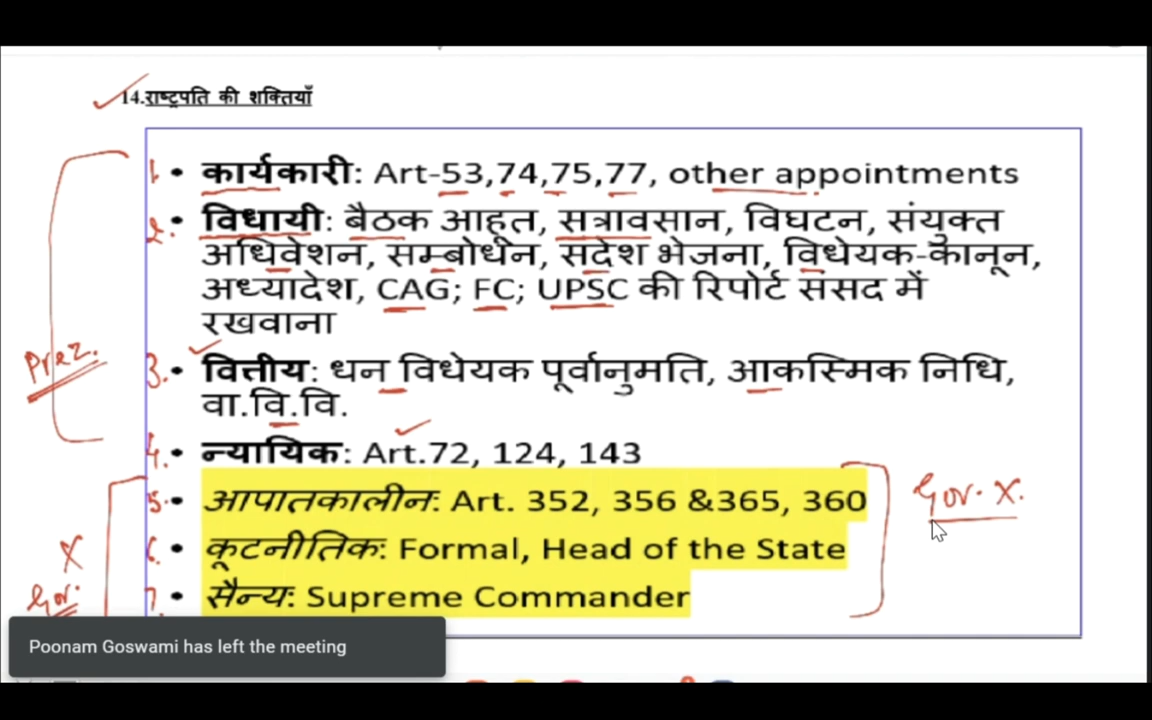 14.राष्ट्रपति की शक्तियाँ
1. • कार्यकारी: Art-53,74,75,77, other appointments
2. • विधायी: बैठक आहूत, सत्रावसान, विघटन, संयुक्त
अधिवेशन, सम्बोधन, संदेश भेजना, विधेयक-कानून,
अध्यादेश, CAG; FC; UPSC की रिपोर्ट संसद में
रखवाना
Prez.
3. • वित्तीय: धन विधेयक पूर्वानुमति, आकस्मिक निधि,
वा.वि.वि.
4. • न्यायिक: Art.72, 124, 143
5. • आपातकालीन: Art. 352, 356 &365, 360
Gov. X.
6. • कूटनीतिक: Formal, Head of the State
X
Gov.
7. • सैन्य: Supreme Commander
Poonam Goswami has left the meeting